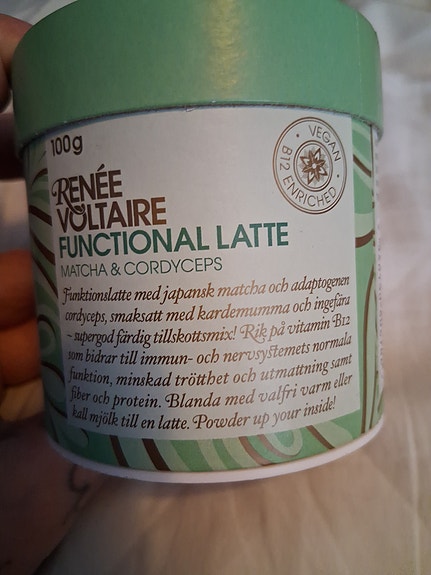 100g
RENÉE
VOLTAIRE
FUNCTIONAL LATTE
MATCHA & CORDYCEPS
VEGAN
B12 ENRICHED
Funktionslatte med japansk matcha och adaptogenen
cordyceps, smaksatt med kardemumma och ingefära
– supergod färdig tillskottsmix! Rik på vitamin B12
som bidrar till immun- och nervsystemets normala
funktion, minskad trötthet och utmattning samt
fiber och protein. Blanda med valfri varm eller
kall mjölk till en latte. Powder up your inside!